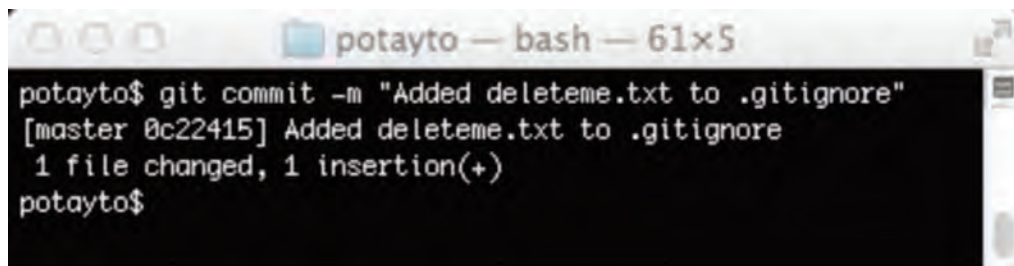 potayto — bash — 61×5
potayto$ git commit -m "Added deleteme.txt to .gitignore"
[master 0c22415] Added deleteme.txt to .gitignore
 1 file changed, 1 insertion(+)
potayto$